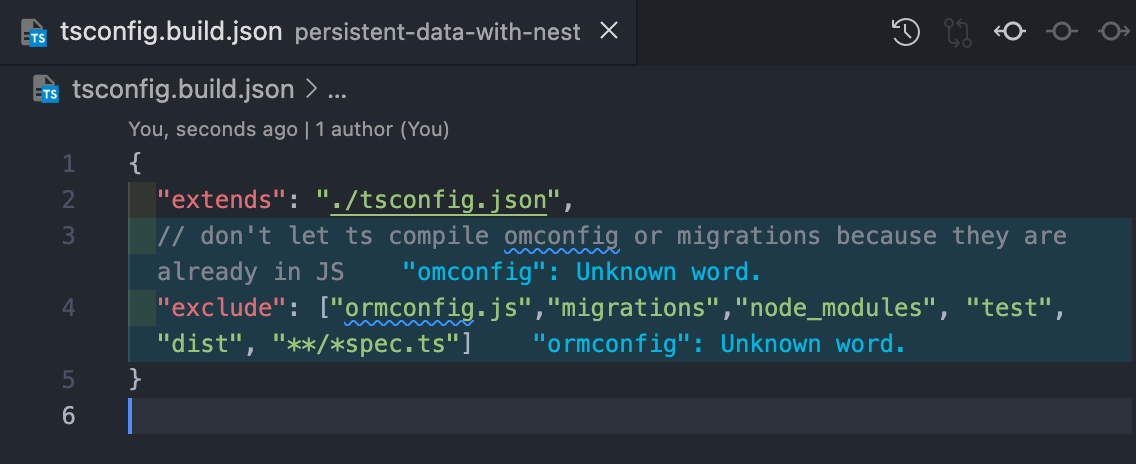 tsconfig.build.json persistent-data-with-nest
TS tsconfig.build.json > ...
You, seconds ago | 1 author (You)
1 {
2 "extends": "./tsconfig.json",
3 // don't let ts compile omconfig or migrations because they are
already in JS "omconfig": Unknown word.
4 "exclude": ["ormconfig.js","migrations","node_modules", "test",
"dist", "**/*spec.ts"] "ormconfig": Unknown word.
5 }
6